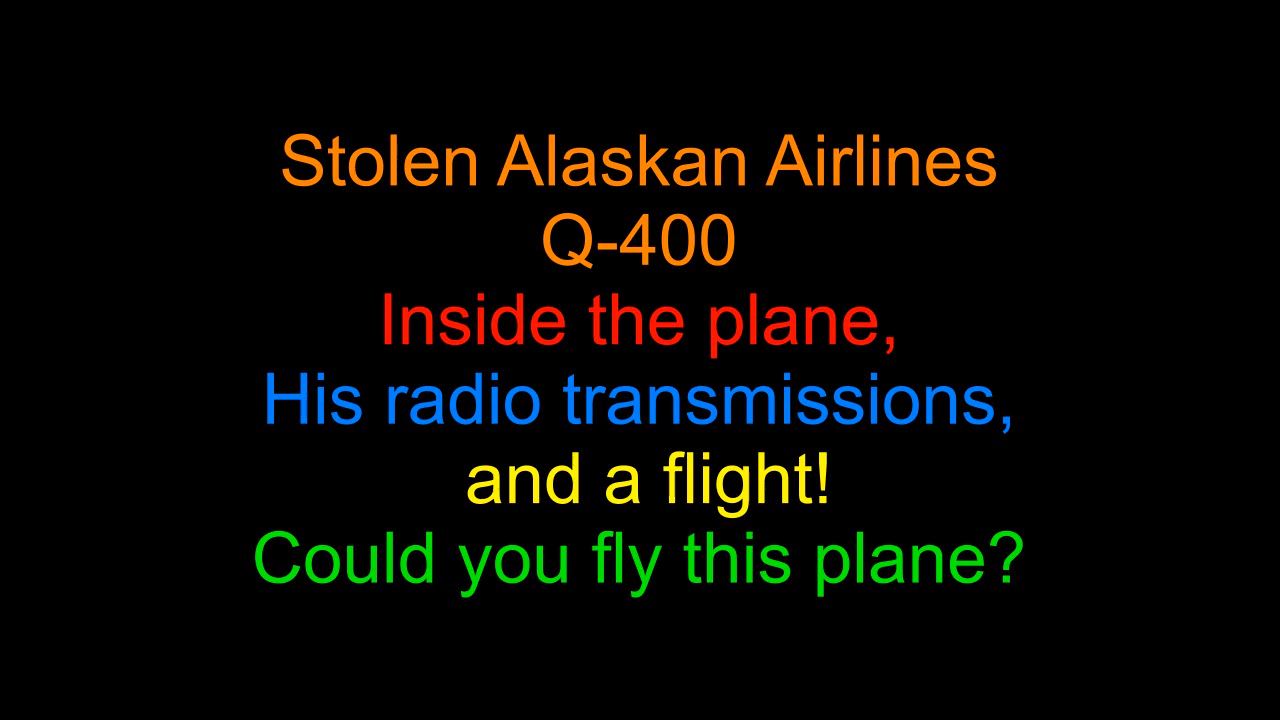 Stolen Alaskan Airlines
Q-400
Inside the plane,
His radio transmissions,
and a flight!
Could you fly this plane?